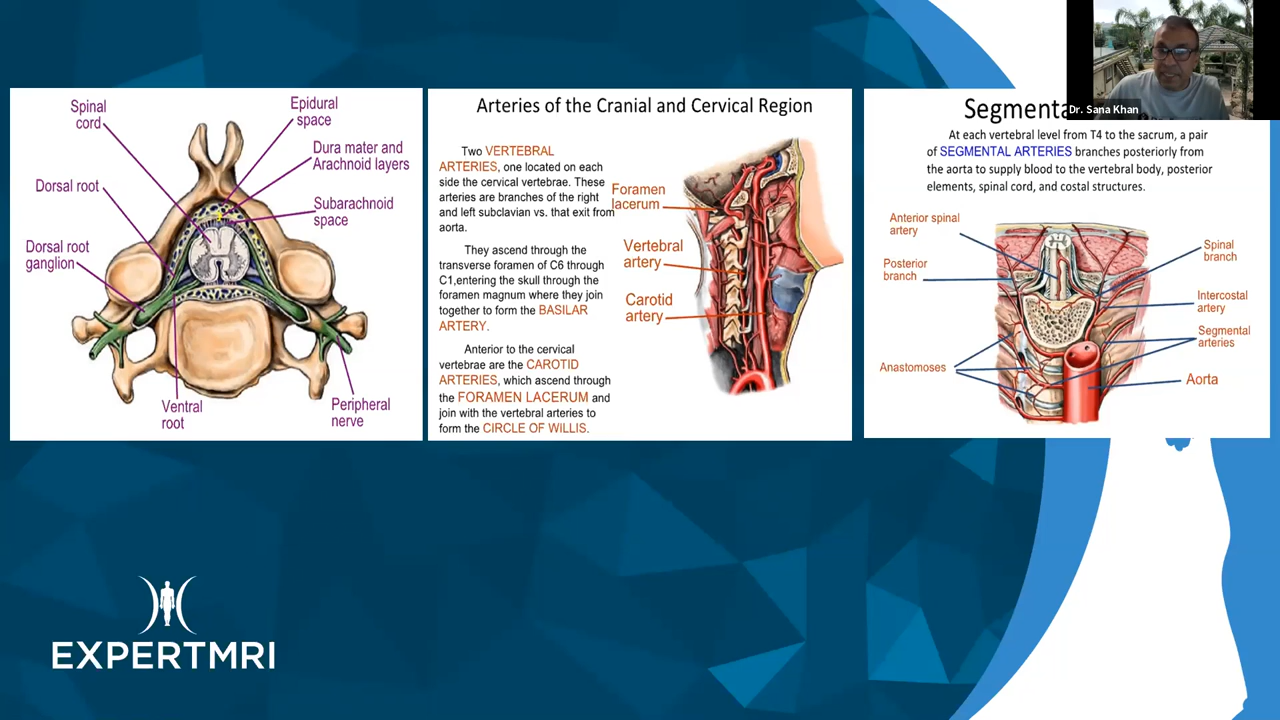 Spinal
cord
Epidural
space
Dura mater and
Arachnoid layers
Dorsal root
Subarachnoid
space
Dorsal root
ganglion
Ventral
root
Peripheral
nerve
Arteries of the Cranial and Cervical Region
Two VERTEBRAL
ARTERIES, one located on each
side the cervical vertebrae. These
arteries are branches of the right
and left subclavian vs. that exit from
aorta.
They ascend through the
transverse foramen of C6 through
C1,entering the skull through the
foramen magnum where they join
together to form the BASILAR
ARTERY.
Anterior to the cervical
vertebrae are the CAROTID
ARTERIES, which ascend through
the FORAMEN LACERUM and
join with the vertebral arteries to
form the CIRCLE OF WILLIS.
Foramen
lacerum
Vertebral
artery
Carotid
artery
Segmenta
Dr. Sana Khan
At each vertebral level from T4 to the sacrum, a pair
of SEGMENTAL ARTERIES branches posteriorly from
the aorta to supply blood to the vertebral body, posterior
elements, spinal cord, and costal structures.
Anterior spinal
artery
Posterior
branch
Spinal
branch
Intercostal
artery
Segmental
arteries
Anastomoses
Aorta
EXPERTMRI